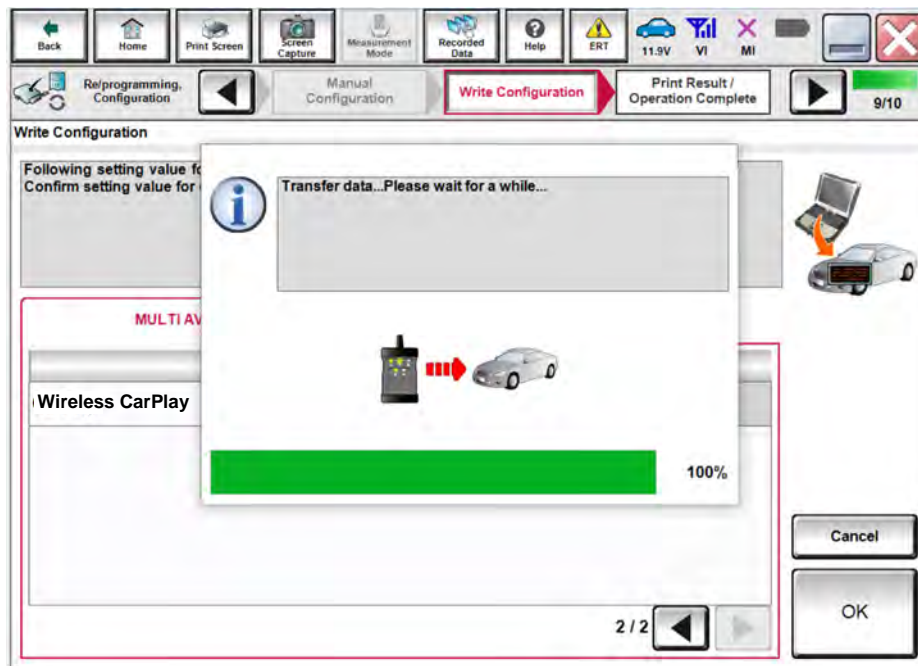 Back
Home
Print Screen
Screen
Capture
Measurement
Mode
Recorded
Data
Help
ERT
11.9V
VI
MI
Re/programming,
Configuration
Manual
Configuration
Write Configuration
Print Result /
Operation Complete
9/10
Write Configuration
Following setting value
Confirm setting value for
Transfer data...Please wait for a while...
MULTI AV
Wireless CarPlay
100%
Cancel
OK
2 / 2